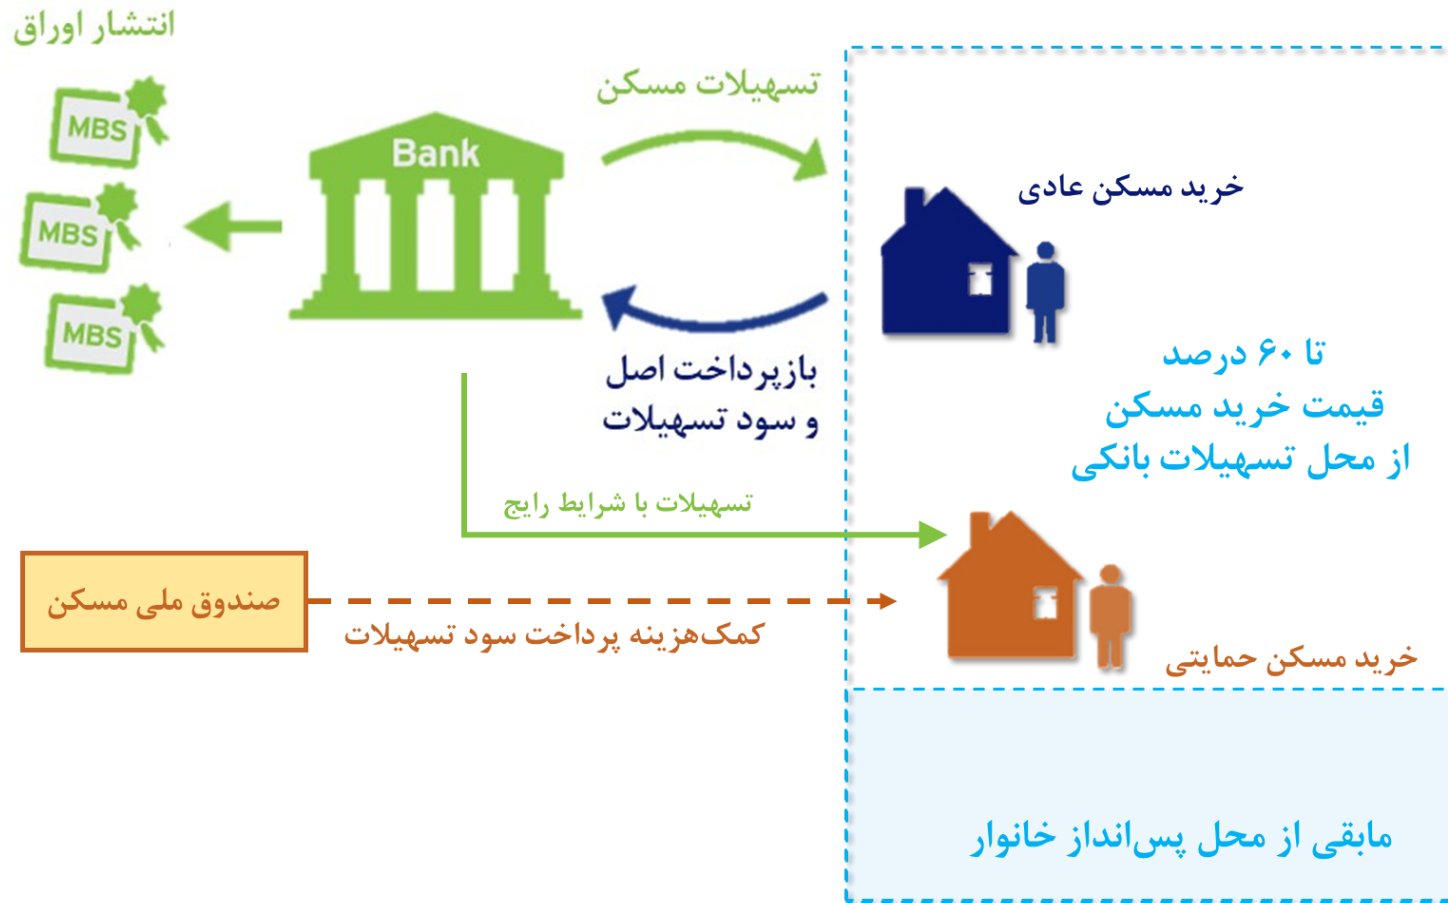 انتشار اوراق
MBS
MBS
MBS
Bank
تسهیلات مسکن
بازپرداخت اصل
و سود تسهیلات
خرید مسکن عادی
تا ۶۰ درصد
قیمت خرید مسکن
از محل تسهیلات بانکی
تسهیلات با شرایط رایج
صندوق ملی مسکن
کمک‌هزینه پرداخت سود تسهیلات
خرید مسکن حمایتی
مابقی از محل پس‌انداز خانوار